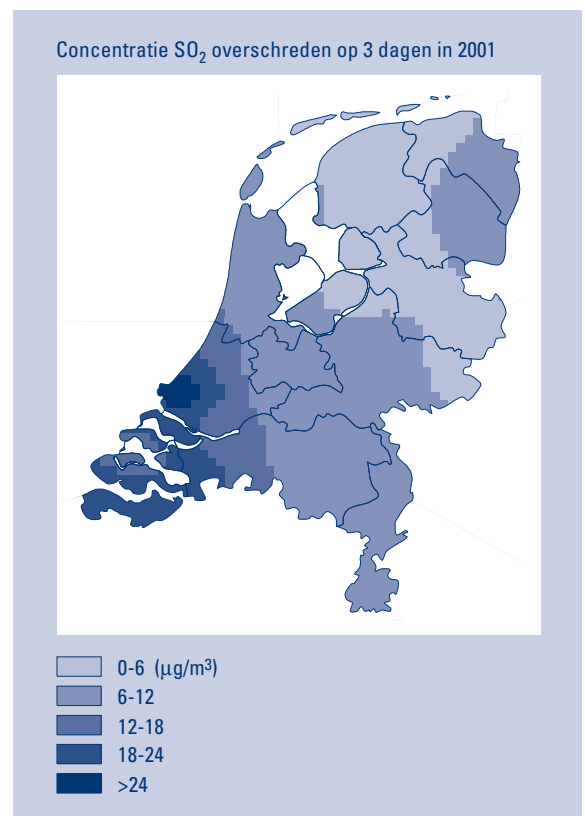 Concentratie SO₂ overschreden op 3 dagen in 2001
0-6 (µg/m³)
6-12
12-18
18-24
>24